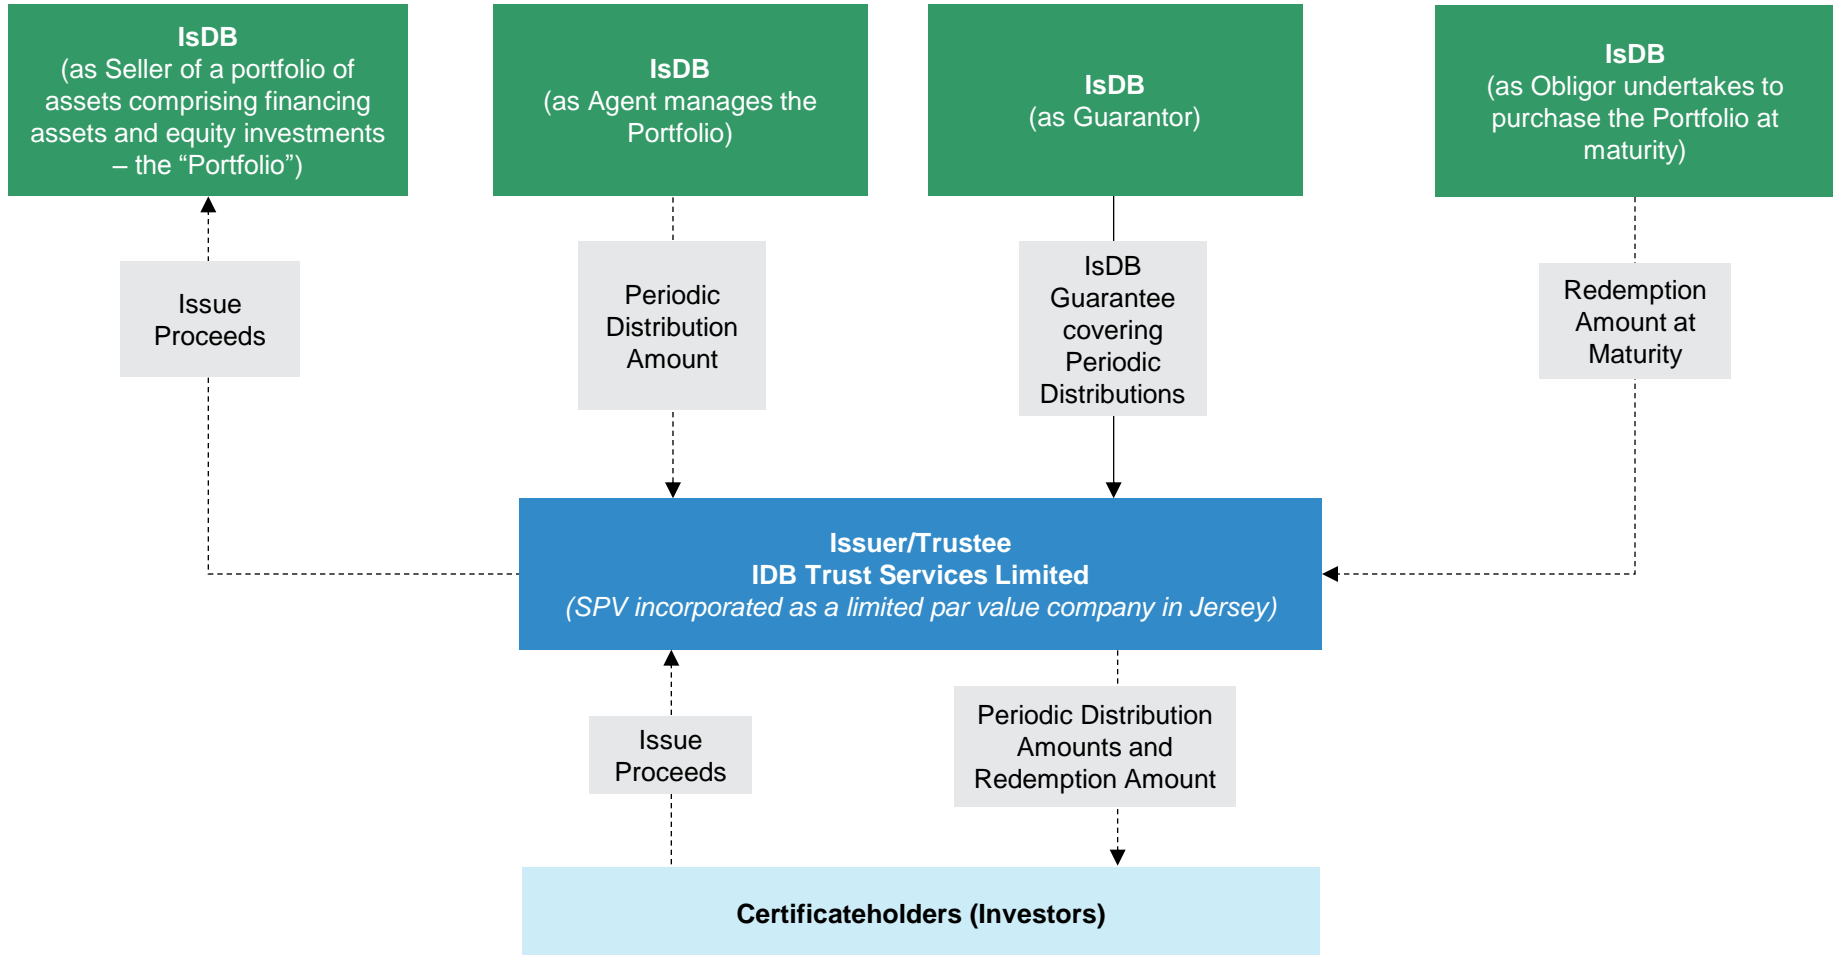 IsDB
(as Seller of a portfolio of
assets comprising financing
assets and equity investments
– the “Portfolio”)
IsDB
(as Agent manages the
Portfolio)
IsDB
(as Guarantor)
IsDB
(as Obligor undertakes to
purchase the Portfolio at
maturity)
Issue
Proceeds
Periodic
Distribution
Amount
IsDB
Guarantee
covering
Periodic
Distributions
Redemption
Amount at
Maturity
Issuer/Trustee
IDB Trust Services Limited
(SPV incorporated as a limited par value company in Jersey)
Issue
Proceeds
Periodic Distribution
Amounts and
Redemption Amount
Certificateholders (Investors)